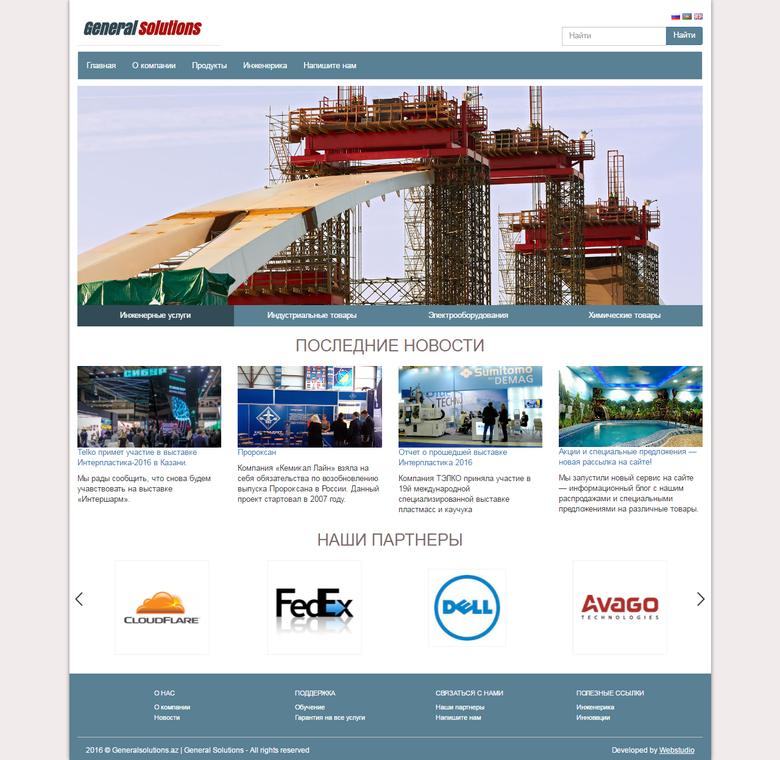 General Solutions
Найти
Найти
Главная
О компании
Продукты
Инженерика
Напишите нам
Инженерные услуги
Индустриальные товары
Электрооборудования
Химические товары
ПОСЛЕДНИЕ НОВОСТИ
СИБУР
Telko примет участие в выставке
Интерпластика-2016 в Казани.
Мы рады сообщить, что снова будем
учавствовать на выставке
«Интершарм».
Пророксан
Компания «Кемикал Лайн» взяла на
себя обязательства по возобновлению
выпуска Пророксана в России. Данный
проект стартовал в 2007 году.
Sumitomo
DEMAG
Отчет о прошедшей выставке
Интерпластика 2016
Компания ТЭЛКО приняла участие в
19й международной
специализированной выставке
пластмасс и каучука
Акции и специальные предложения —
новая рассылка на сайте!
Мы запустили новый сервис на сайте
— информационный блог с нашим
распродажами и специальными
предложениями на различные товары.
НАШИ ПАРТНЕРЫ
CLOUDFLARE
FedEx
DELL
AVAGO
TECHNOLOGIES
О НАС
О компании
Новости
ПОДДЕРЖКА
Обучение
Гарантия на все услуги
СВЯЗАТЬСЯ С НАМИ
Наши партнеры
Напишите нам
ПОЛЕЗНЫЕ ССЫЛКИ
Инженерика
Инновации
2016 © Generalsolutions.az | General Solutions - All rights reserved
Developed by Webstudio